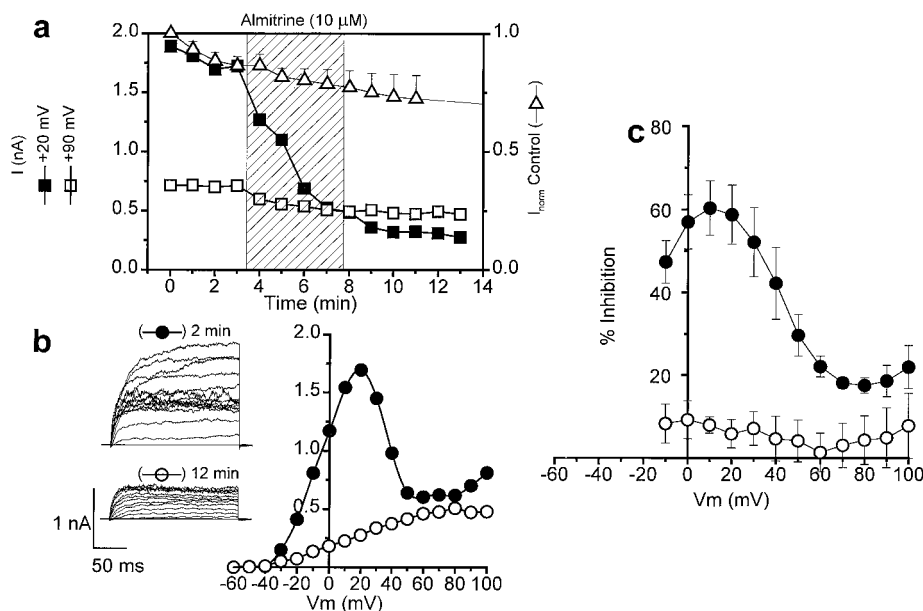 a
Almitrine (10 μM)
2.0
1.5
1.0
0.5
0.0
I (nA)
+20 mV
+90 mV
1.0
0.5
0.0
I norm Control ( )
0 2 4 6 8 10 12 14
Time (min)
b
( ) 2 min
( ) 12 min
1 nA
50 ms
2.0
1.5
1.0
0.5
-60 -40 -20 0 20 40 60 80 100
Vm (mV)
c
80
60
40
20
% Inhibition
-60 -40 -20 0 20 40 60 80 100
Vm (mV)